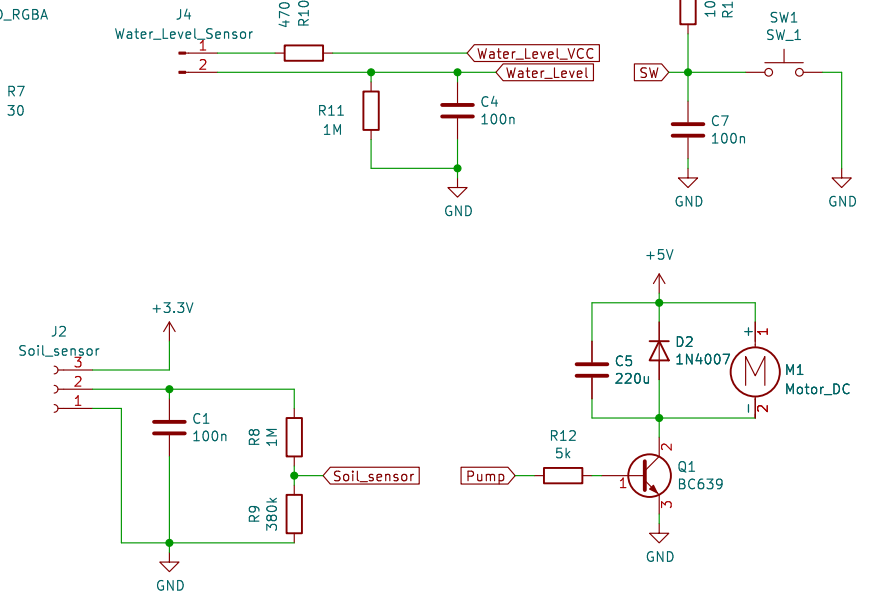 D_RGBA
R7
30
J4
Water_Level_Sensor
1
2
470
R10
Water_Level_VCC
Water_Level
R11
1M
C4
100n
GND
10
R1
SW1
SW_1
SW
C7
100n
GND
GND
J2
Soil_sensor
3
2
1
+3.3V
C1
100n
R8
1M
R9
380k
Soil_sensor
GND
+5V
C5
220u
D2
1N4007
+
1
M
M1
Motor_DC
-
2
Pump
R12
5k
1
2
3
Q1
BC639
GND